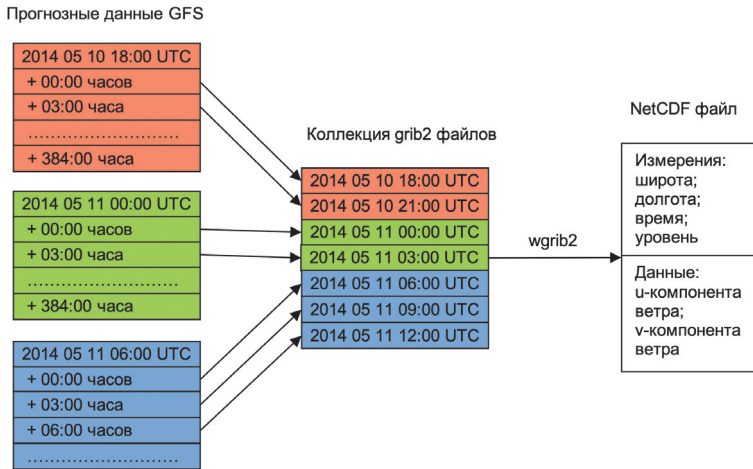 Прогнозные данные GFS
2014 05 10 18:00 UTC
+ 00:00 часов
+ 03:00 часа
............................
+ 384:00 часа
2014 05 11 00:00 UTC
+ 00:00 часов
+ 03:00 часа
............................
+ 384:00 часа
2014 05 11 06:00 UTC
+ 00:00 часов
+ 03:00 часа
+ 06:00 часов
............................
Коллекция grib2 файлов
2014 05 10 18:00 UTC
2014 05 10 21:00 UTC
2014 05 11 00:00 UTC
2014 05 11 03:00 UTC
2014 05 11 06:00 UTC
2014 05 11 09:00 UTC
2014 05 11 12:00 UTC
wgrib2
NetCDF файл
Измерения:
широта;
долгота;
время;
уровень
Данные:
u-компонента
ветра;
v-компонента
ветра